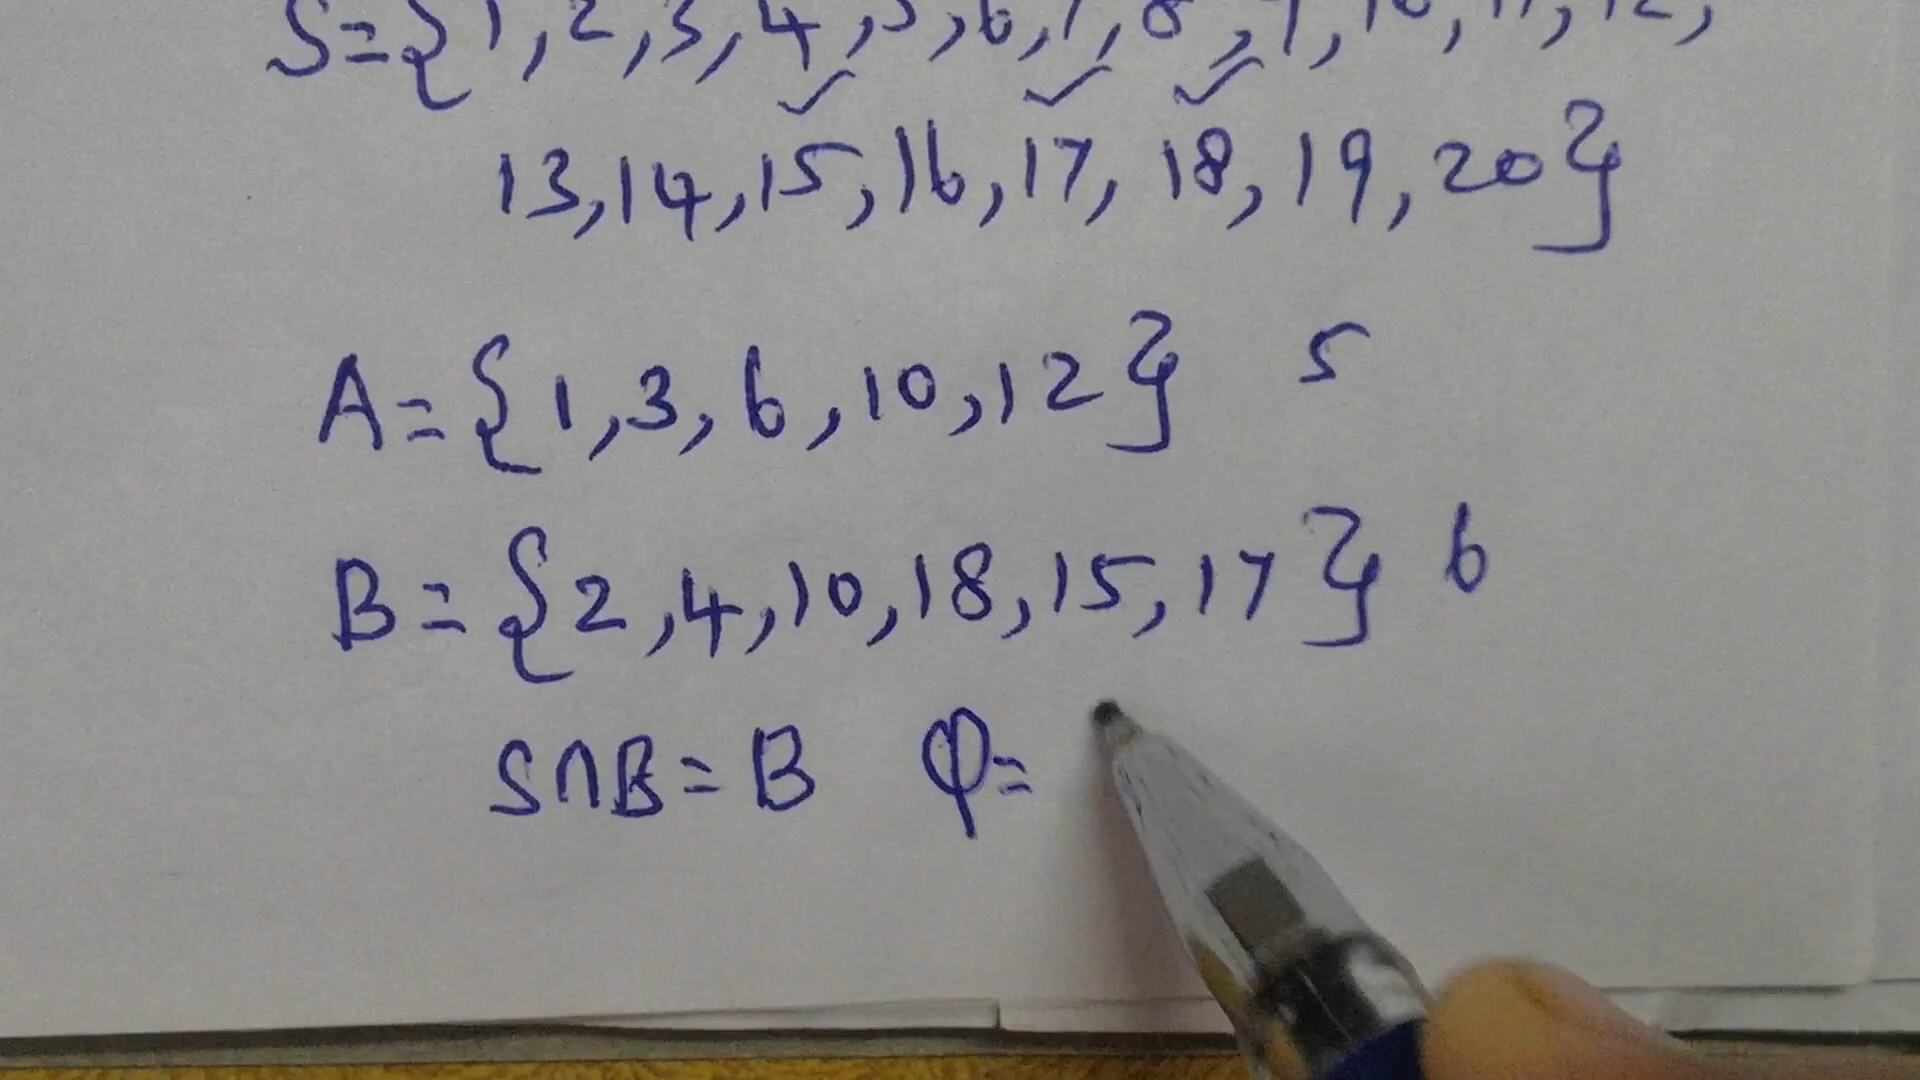 S={1,2,3,4,5,6,7,8,9,10,11,12,
13,14,15,16,17,18,19,20}
A={1,3,6,10,12} 5
B={2,4,10,18,15,17} 6
S∩B=B φ=